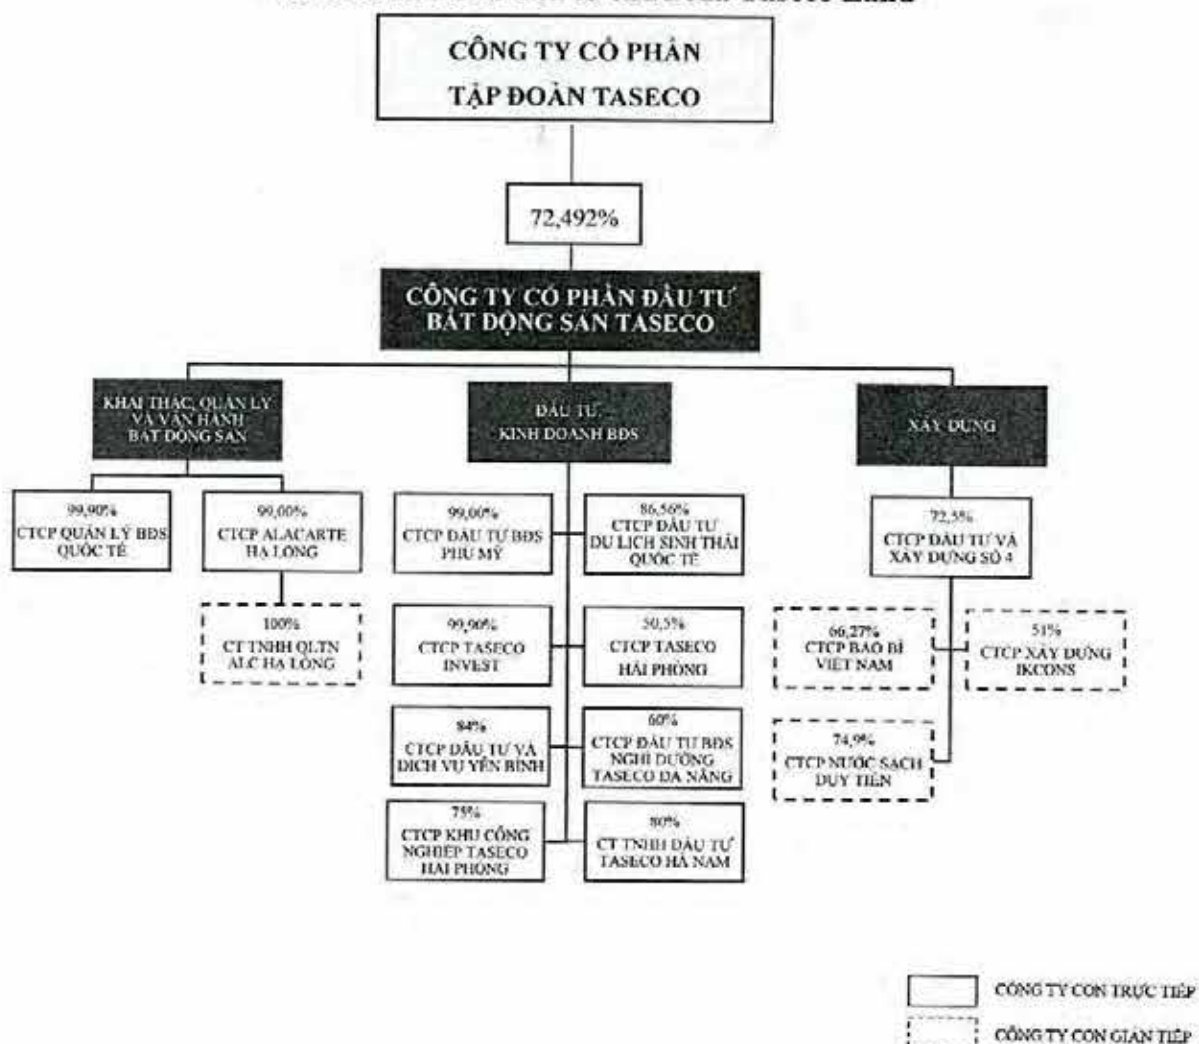 CÔNG TY CỔ PHẦN
TẬP ĐOÀN TASECO
72,492%
CÔNG TY CỔ PHẦN ĐẦU TƯ
BẤT ĐỘNG SẢN TASECO
KHAI THÁC, QUẢN LÝ
VÀ VẬN HÀNH
BẤT ĐỘNG SẢN
ĐẦU TƯ
KINH DOANH BĐS
XÂY DỰNG
99,90%
CTCP QUẢN LÝ BĐS
QUỐC TẾ
99,00%
CTCP ALACARTE
HẠ LONG
100%
CT TNHH QLTN
ALC HẠ LONG
99,00%
CTCP ĐẦU TƯ BĐS
PHÚ MỸ
86,56%
CTCP ĐẦU TƯ
DU LỊCH SINH THÁI
QUỐC TẾ
99,90%
CTCP TASECO
INVEST
50,5%
CTCP TASECO
HẢI PHÒNG
84%
CTCP ĐẦU TƯ VÀ
DỊCH VỤ YÊN BÌNH
60%
CTCP ĐẦU TƯ BĐS
NGHỈ DƯỠNG
TASECO ĐÀ NẴNG
75%
CTCP KHU CÔNG
NGHIỆP TASECO
HẢI PHÒNG
80%
CT TNHH ĐẦU TƯ
TASECO HÀ NAM
72,5%
CTCP ĐẦU TƯ VÀ
XÂY DỰNG SỐ 4
66,27%
CTCP BAO BÌ
VIỆT NAM
51%
CTCP XÂY DỰNG
IKCONS
74,9%
CTCP NƯỚC SẠCH
DUY TIÊN
CÔNG TY CON TRỰC TIẾP
CÔNG TY CON GIÁN TIẾP